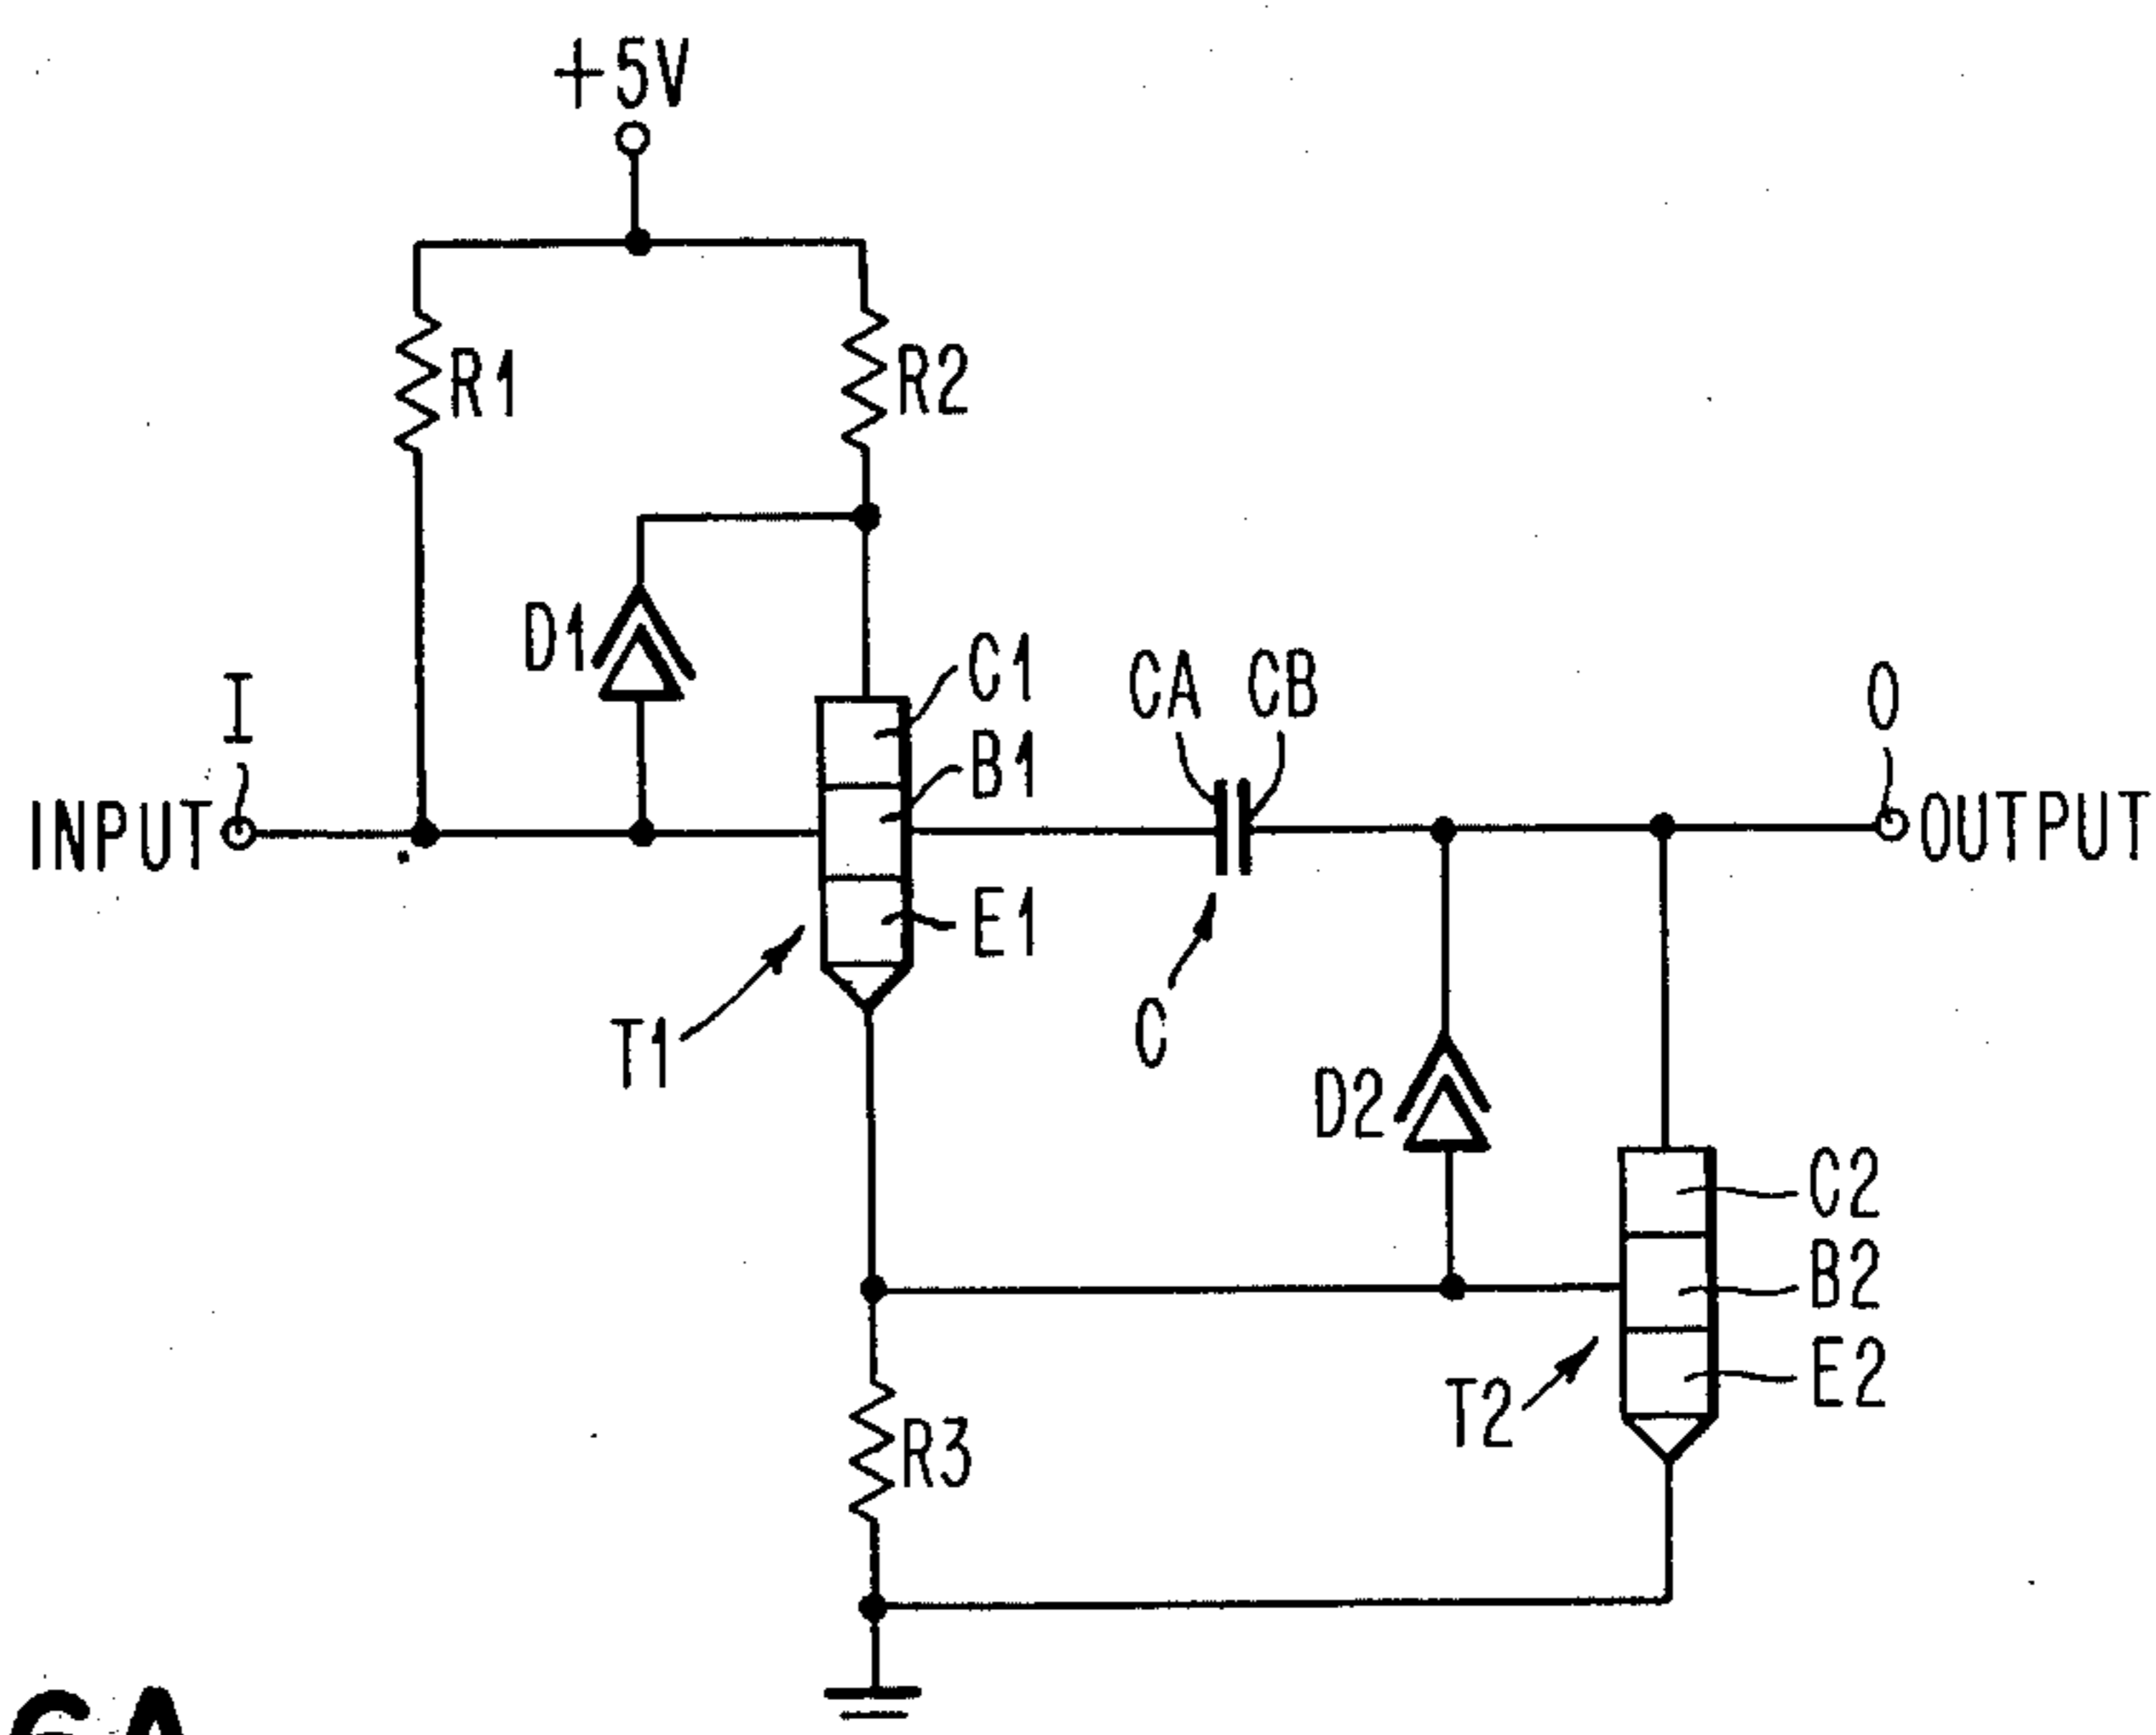 +5V
R1
R2
D1
C1
I
CA
CB
O
B1
INPUT
OUTPUT
E1
T1
C
D2
C2
B2
T2
E2
R3